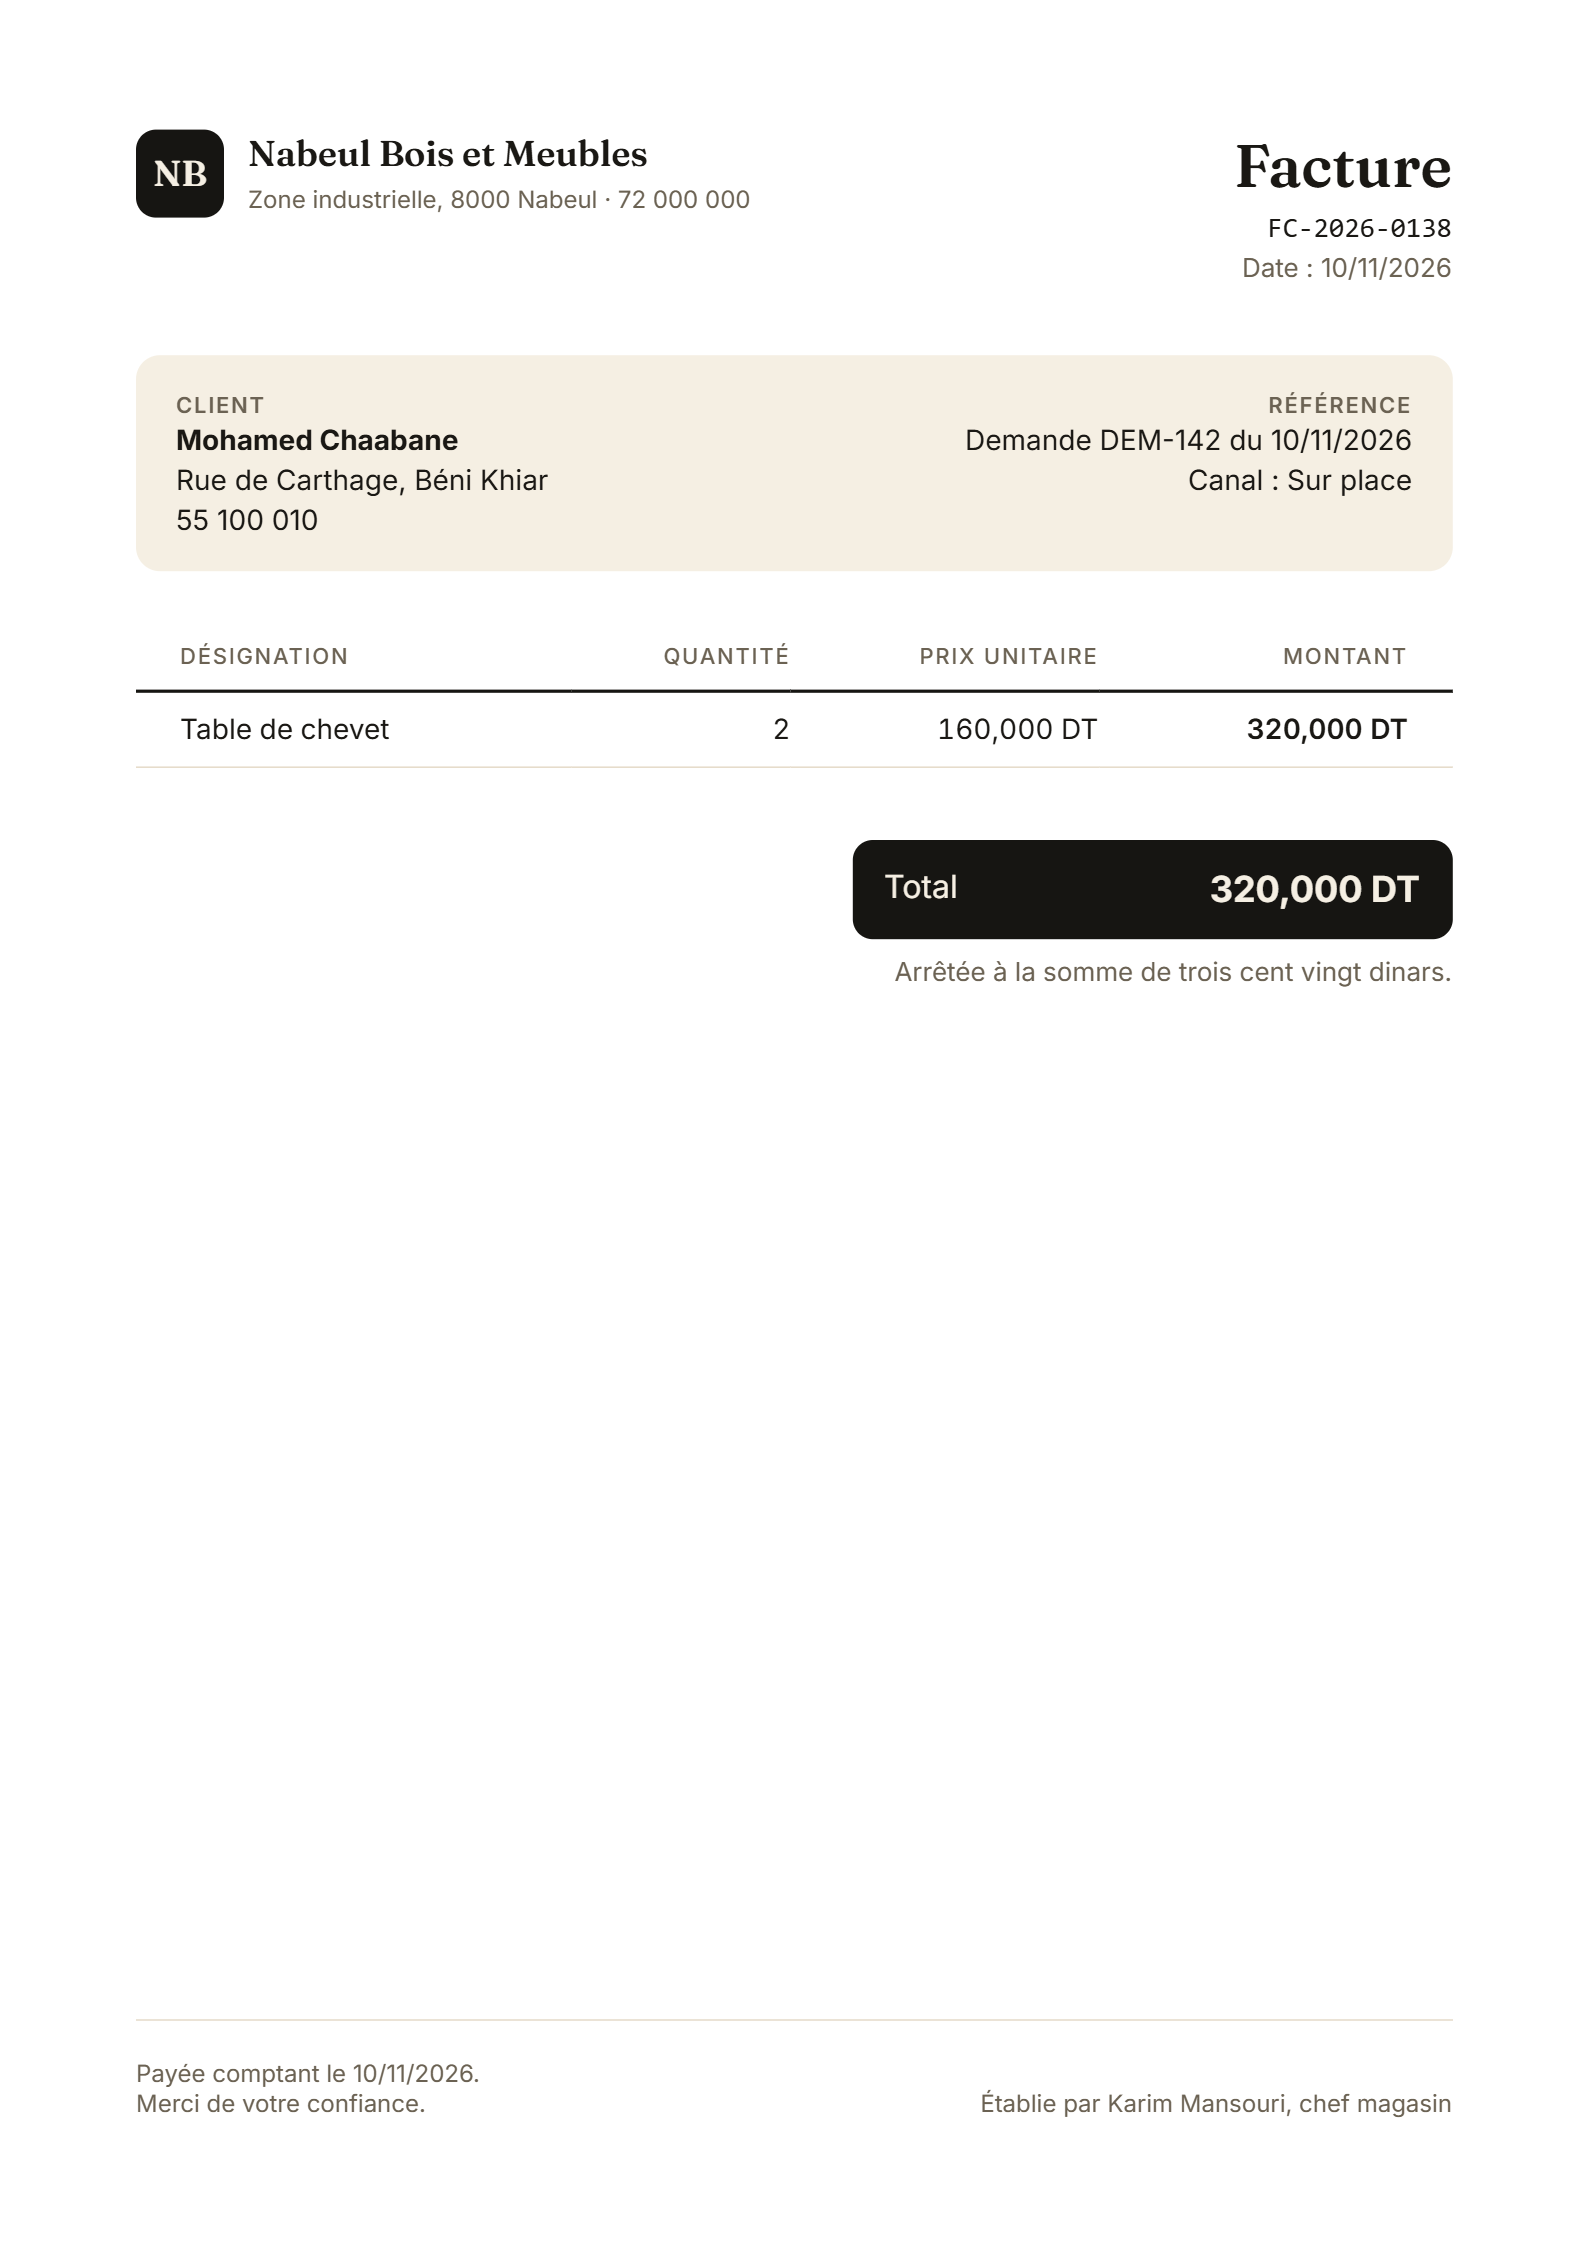 NB
Nabeul Bois et Meubles
Zone industrielle, 8000 Nabeul · 72 000 000
Facture
FC-2026-0138
Date : 10/11/2026
CLIENT
Mohamed Chaabane
Rue de Carthage, Béni Khiar
55 100 010
RÉFÉRENCE
Demande DEM-142 du 10/11/2026
Canal : Sur place
DÉSIGNATION QUANTITÉ PRIX UNITAIRE MONTANT
Table de chevet 2 160,000 DT 320,000 DT
Total 320,000 DT
Arrêtée à la somme de trois cent vingt dinars.
Payée comptant le 10/11/2026.
Merci de votre confiance.
Établie par Karim Mansouri, chef magasin